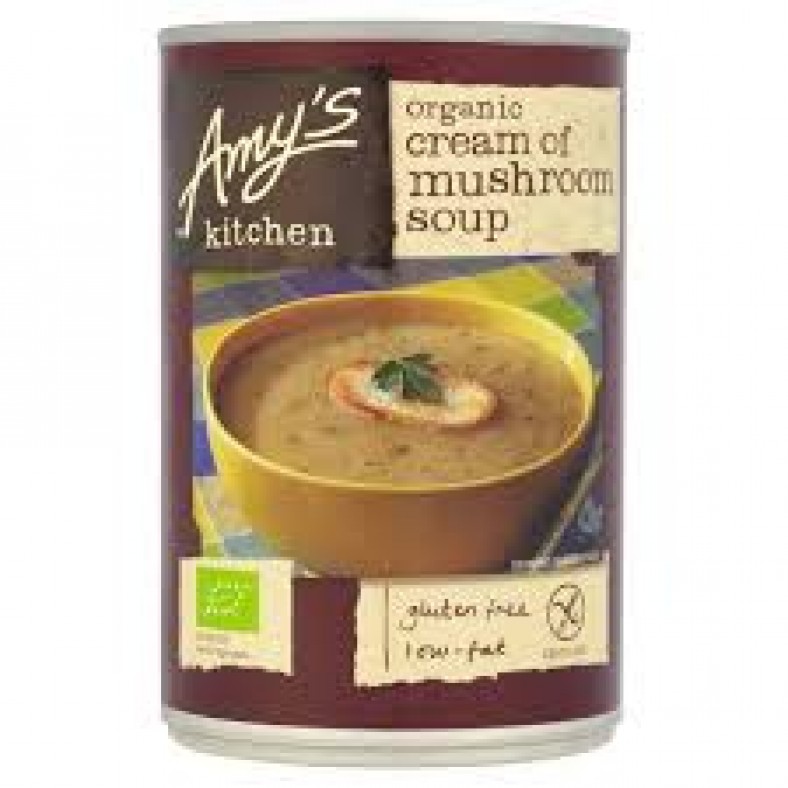 Amy's
kitchen
organic
cream of
mushroom
soup
gluten free
low-fat